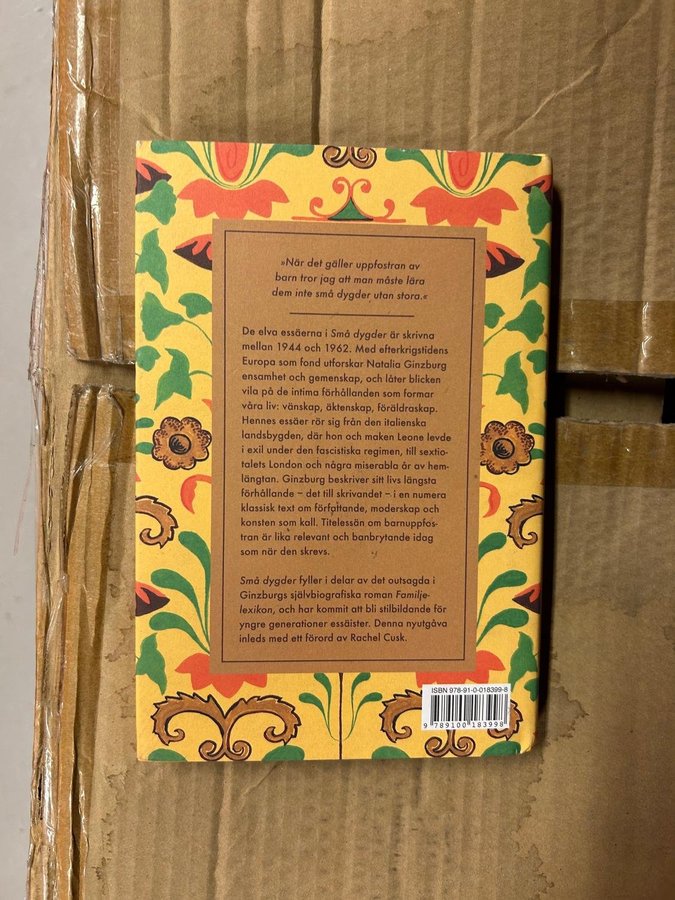 »När det gäller uppfostran av
barn tror jag att man måste lära
dem inte små dygder utan stora.«
De elva essäerna i Små dygder är skrivna
mellan 1944 och 1962. Med efterkrigstidens
Europa som fond utforskar Natalia Ginzburg
ensamhet och gemenskap, och låter blicken
vila på de intima förhållanden som formar
våra liv: vänskap, äktenskap, föräldraskap.
Hennes essäer rör sig från den italienska
landsbygden, där hon och maken Leone levde
i exil under den fascistiska regimen, till sextio-
talets London och några miserabla år av hem-
längtan. Ginzburg beskriver sitt livs längsta
förhållande – det till skrivandet – i en numera
klassisk text om författande, moderskap och
konsten som kall. Titelessän om barnuppfos-
tran är lika relevant och banbrytande idag
som när den skrevs.
Små dygder fyller i delar av det outsagda i
Ginzburgs självbiografiska roman Familje-
lexikon, och har kommit att bli stilbildande för
yngre generationer essäister. Denna nyutgåva
inleds med ett förord av Rachel Cusk.
ISBN 978-91-0-018399-8
9 789100 183998